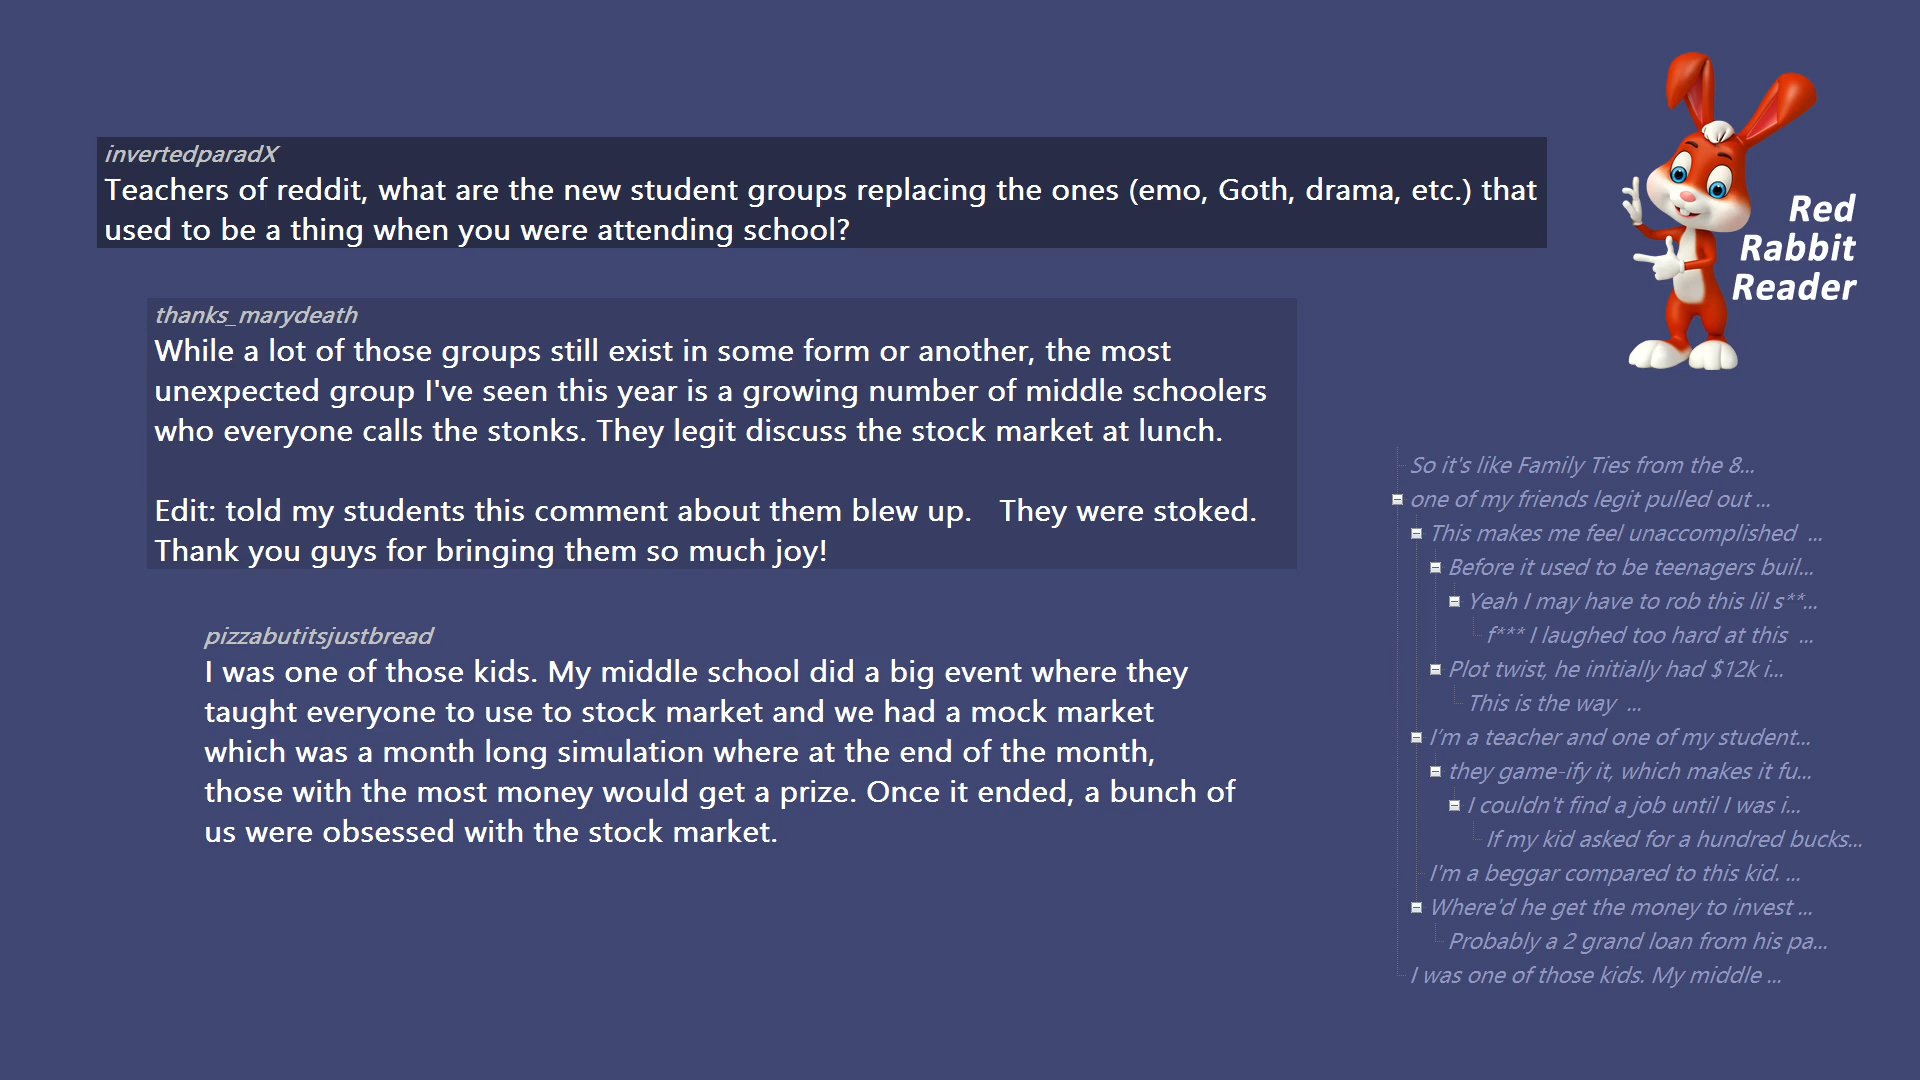 invertedparadX
Teachers of reddit, what are the new student groups replacing the ones (emo, Goth, drama, etc.) that
used to be a thing when you were attending school?
Red
Rabbit
Reader
thanks_marydeath
While a lot of those groups still exist in some form or another, the most
unexpected group I've seen this year is a growing number of middle schoolers
who everyone calls the stonks. They legit discuss the stock market at lunch.
Edit: told my students this comment about them blew up.   They were stoked.
Thank you guys for bringing them so much joy!
pizzabutitsjustbread
I was one of those kids. My middle school did a big event where they
taught everyone to use to stock market and we had a mock market
which was a month long simulation where at the end of the month,
those with the most money would get a prize. Once it ended, a bunch of
us were obsessed with the stock market.
So it's like Family Ties from the 8...
one of my friends legit pulled out ...
This makes me feel unaccomplished  ...
Before it used to be teenagers buil...
Yeah I may have to rob this lil s**...
f*** I laughed too hard at this  ...
Plot twist, he initially had $12k i...
This is the way  ...
I'm a teacher and one of my student...
they game-ify it, which makes it fu...
I couldn't find a job until I was i...
If my kid asked for a hundred bucks...
I'm a beggar compared to this kid. ...
Where'd he get the money to invest ...
Probably a 2 grand loan from his pa...
I was one of those kids. My middle ...